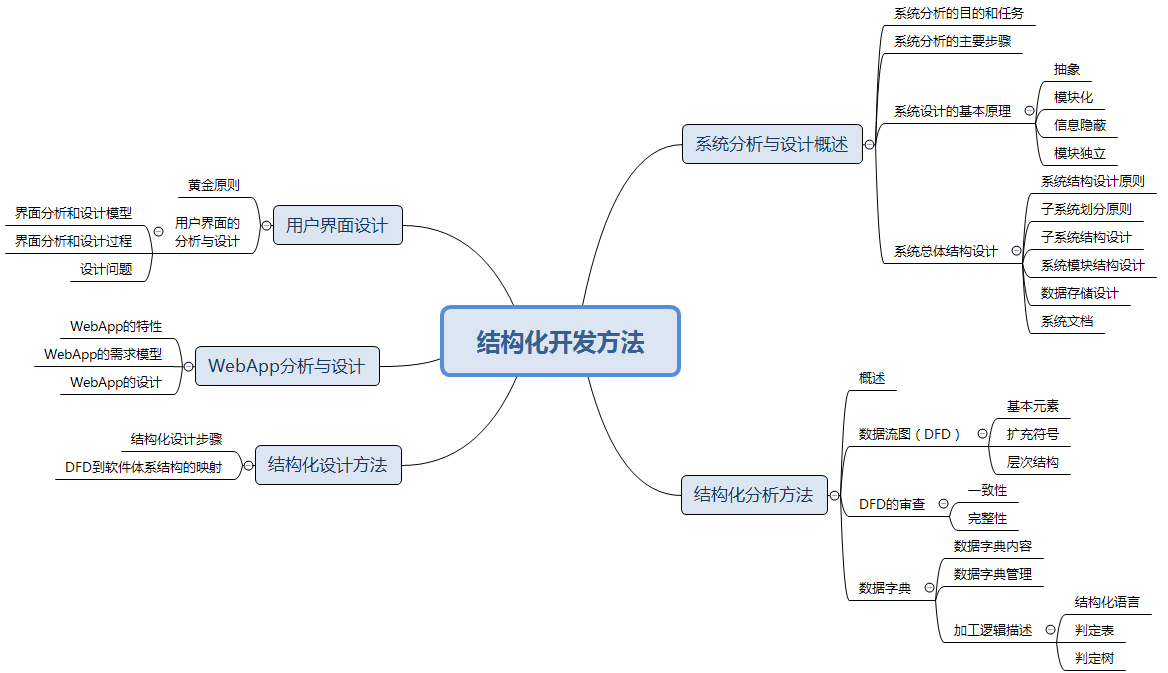 结构化开发方法
系统分析与设计概述
系统分析的目的和任务
系统分析的主要步骤
系统设计的基本原理
抽象
模块化
信息隐蔽
模块独立
系统总体结构设计
系统结构设计原则
子系统划分原则
子系统结构设计
系统模块结构设计
数据存储设计
系统文档
结构化分析方法
概述
数据流图（DFD）
基本元素
扩充符号
层次结构
DFD的审查
一致性
完整性
数据字典
数据字典内容
数据字典管理
加工逻辑描述
结构化语言
判定表
判定树
用户界面设计
黄金原则
用户界面的
分析与设计
界面分析和设计模型
界面分析和设计过程
设计问题
WebApp分析与设计
WebApp的特性
WebApp的需求模型
WebApp的设计
结构化设计方法
结构化设计步骤
DFD到软件体系结构的映射